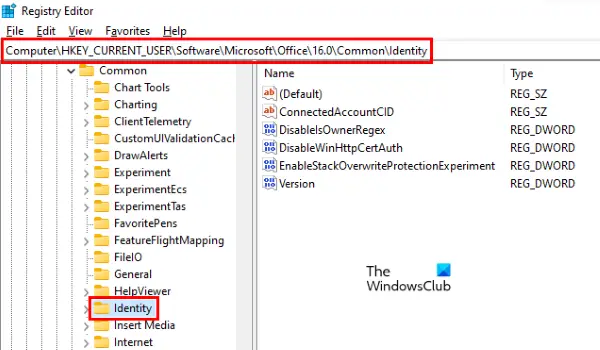 Registry Editor
File Edit View Favorites Help
Computer\HKEY_CURRENT_USER\Software\Microsoft\Office\16.0\Common\Identity
Common
Chart Tools
Charting
ClientTelemetry
CustomUIValidationCach
DrawAlerts
Experiment
ExperimentEcs
ExperimentTas
FavoritePens
FeatureFlightMapping
FileIO
General
HelpViewer
Identity
Insert Media
Internet
Name Type
(Default) REG_SZ
ConnectedAccountCID REG_SZ
DisableIsOwnerRegex REG_DWORD
DisableWinHttpCertAuth REG_DWORD
EnableStackOverwriteProtectionExperiment REG_DWORD
Version REG_DWORD
The
WindowsClub